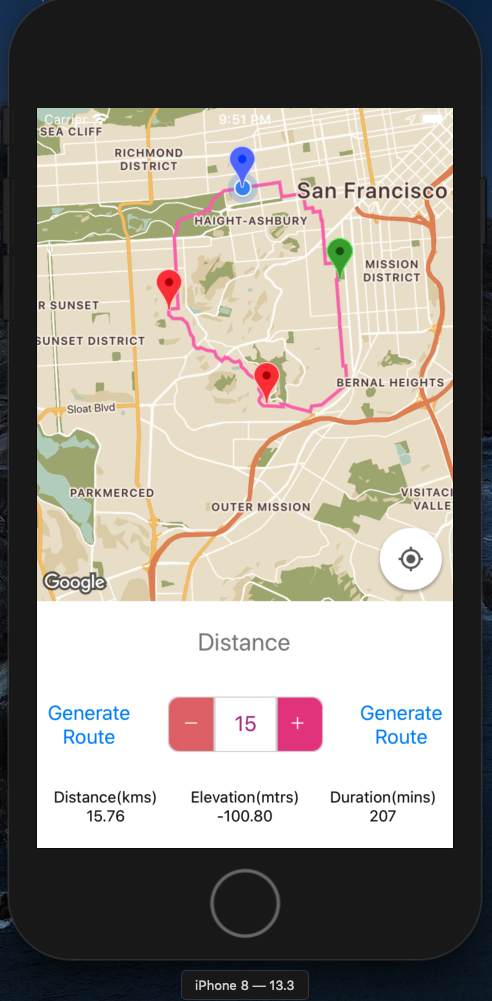 Carrier
9:51 PM
SEA CLIFF
RICHMOND
DISTRICT
San Francisco
HAIGHT-ASHBURY
MISSION
DISTRICT
R SUNSET
SUNSET DISTRICT
BERNAL HEIGHTS
Sloat Blvd
PARKMERCED
OUTER MISSION
VISITACI
VALLE
Google
Distance
Generate
Route
− 15 +
Generate
Route
Distance(kms) Elevation(mtrs) Duration(mins)
15.76 -100.80 207
iPhone 8 — 13.3